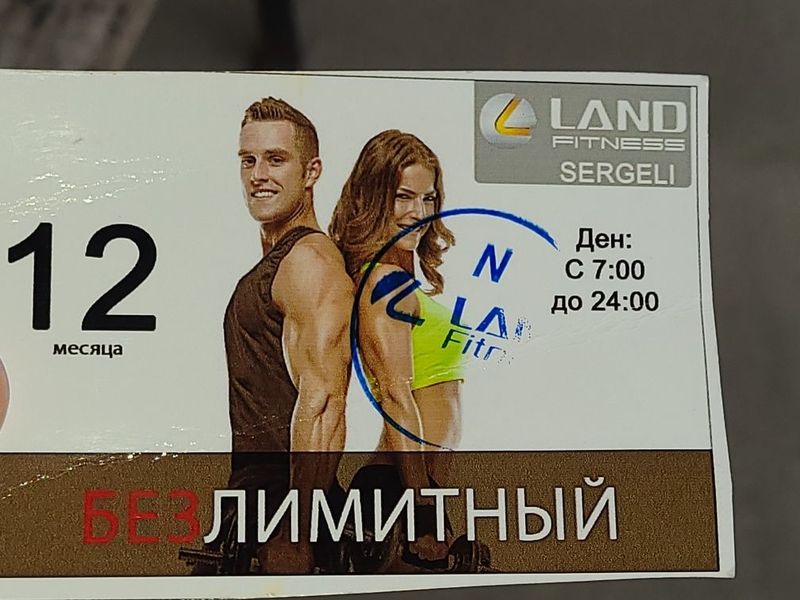 LAND
FITNESS
SERGELI
12
месяца
Ден:
С 7:00
до 24:00
N
БЕЗЛИМИТНЫЙ